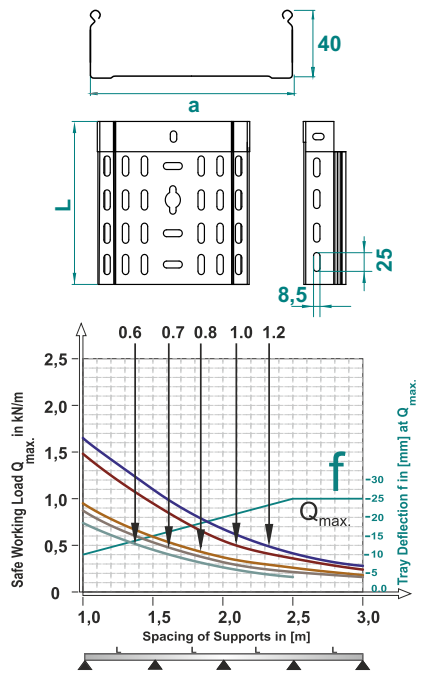 40
a
L
25
8,5
0.6 0.7 0.8 1.0 1.2
2,5
2,0
1,5
1,0
0,5
0
Safe Working Load Q max. in kN/m
f
Q max.
-30
-25
-20
-15
-10
-5
0.0
Tray Deflection f in [mm] at Q max.
1,0 1,5 2,0 2,5 3,0
Spacing of Supports in [m]
L L L L